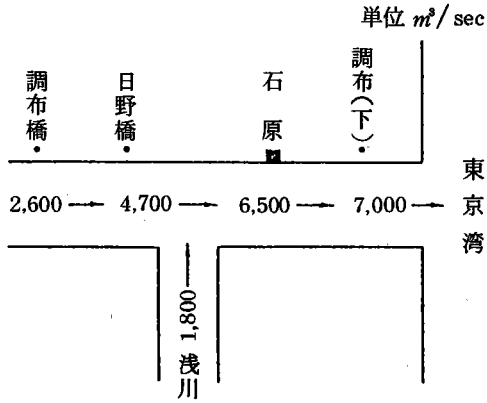 単位 m³/sec
調布橋
日野橋
石原
調布(下)
2,600
4,700
6,500
7,000
東京湾
1,800 浅川